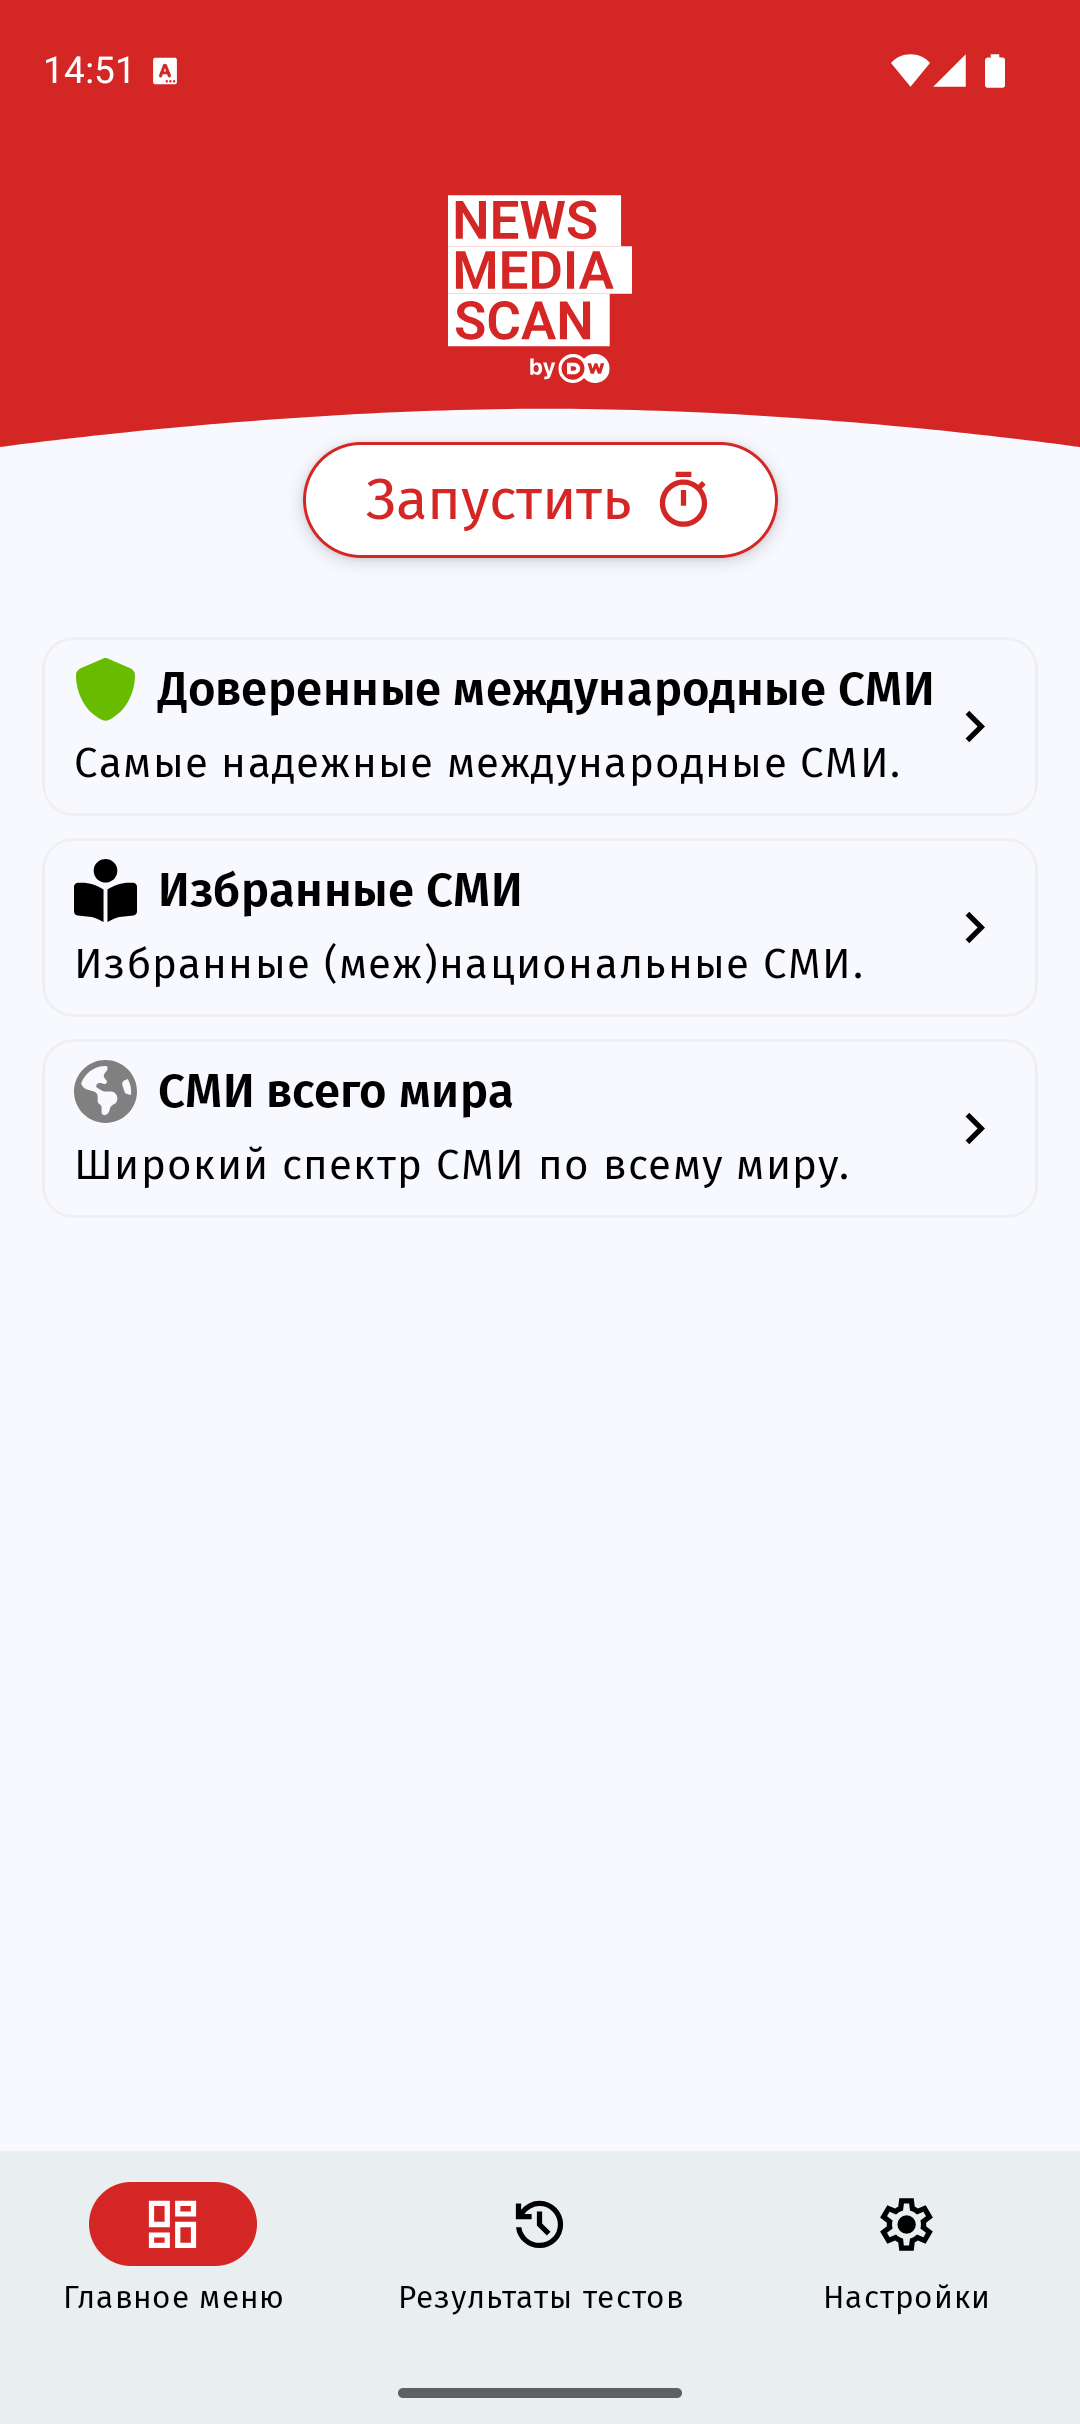 14:51
NEWS
MEDIA
SCAN
by DW
Запустить
Доверенные международные СМИ
Самые надежные международные СМИ.
Избранные СМИ
Избранные (меж)национальные СМИ.
СМИ всего мира
Широкий спектр СМИ по всему миру.
Главное меню
Результаты тестов
Настройки